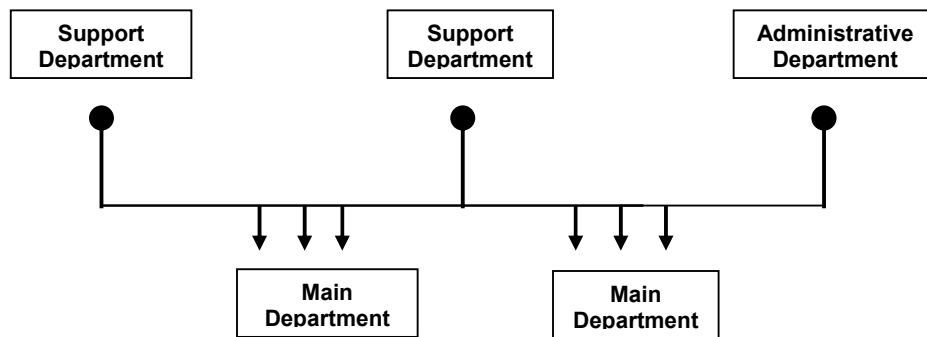 Support
Department
Support
Department
Administrative
Department
Main
Department
Main
Department